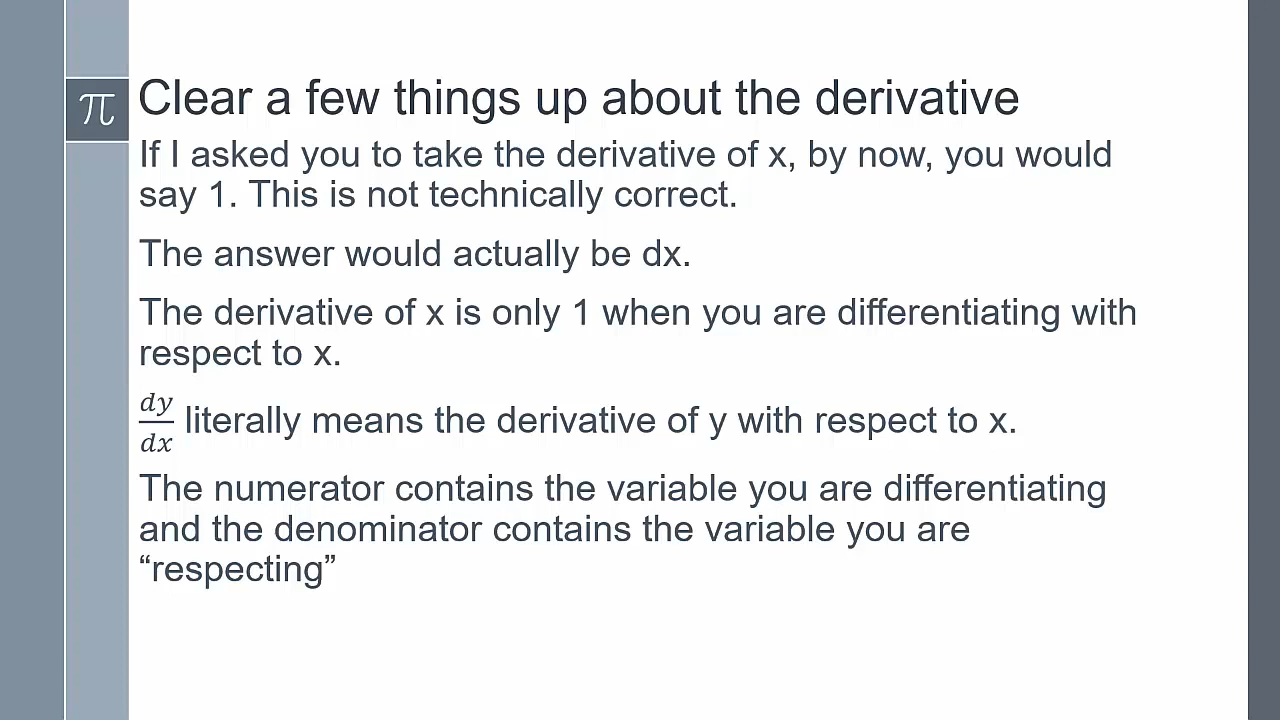 π
Clear a few things up about the derivative
If I asked you to take the derivative of x, by now, you would
say 1. This is not technically correct.
The answer would actually be dx.
The derivative of x is only 1 when you are differentiating with
respect to x.
dy/dx literally means the derivative of y with respect to x.
The numerator contains the variable you are differentiating
and the denominator contains the variable you are
“respecting”